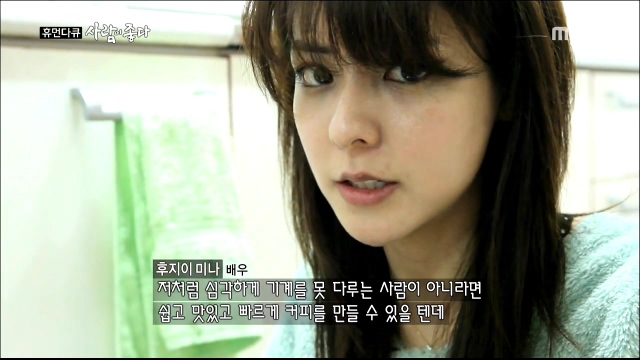 휴먼다큐 사람이 좋다
M
후지이 미나 배우
저처럼 심각하게 기계를 못 다루는 사람이 아니라면
쉽고 맛있고 빠르게 커피를 만들 수 있을 텐데